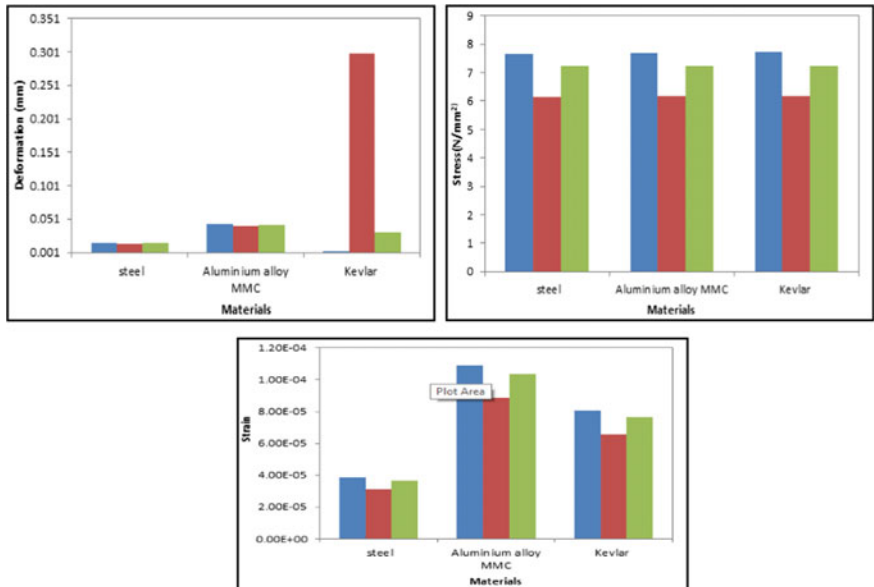 0.351
0.301
0.251
0.201
0.151
0.101
0.051
0.001
Deformation (mm)
steel
Aluminium alloy
MMC
Kevlar
Materials
9
8
7
6
5
4
3
2
1
0
Stress(N/mm²)
steel
Aluminium alloy MMC
Kevlar
Materials
1.20E-04
1.00E-04
8.00E-05
6.00E-05
4.00E-05
2.00E-05
0.00E+00
Strain
Plot Area
steel
Aluminium alloy
MMC
Kevlar
Materials